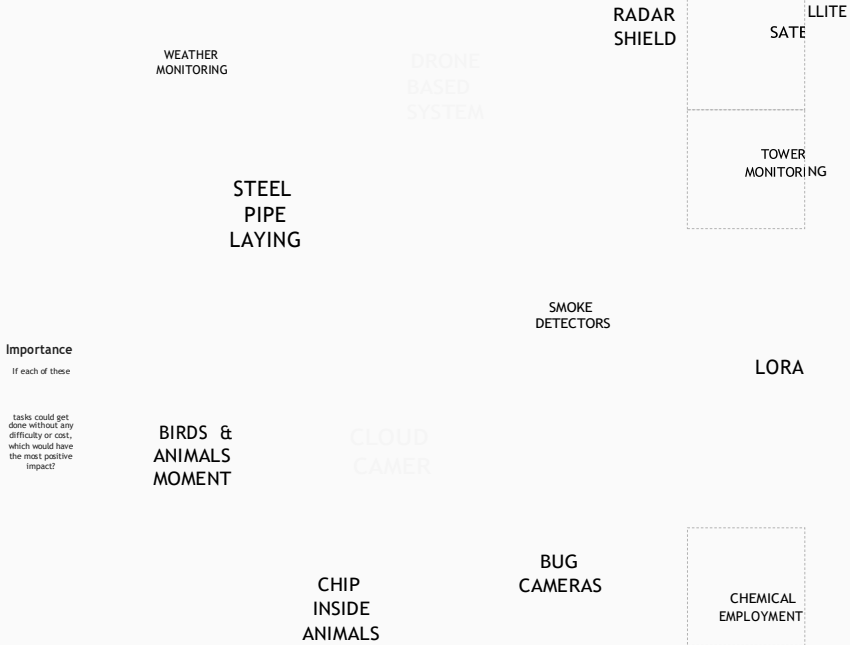 RADAR
SHIELD
SATELLITE
WEATHER
MONITORING
DRONE
BASED
SYSTEM
TOWER
MONITORING
STEEL
PIPE
LAYING
SMOKE
DETECTORS
Importance
If each of these
tasks could get
done without any
difficulty or cost,
which would have
the most positive
impact?
LORA
BIRDS &
ANIMALS
MOMENT
CLOUD
CAMER
BUG
CAMERAS
CHIP
INSIDE
ANIMALS
CHEMICAL
EMPLOYMENT